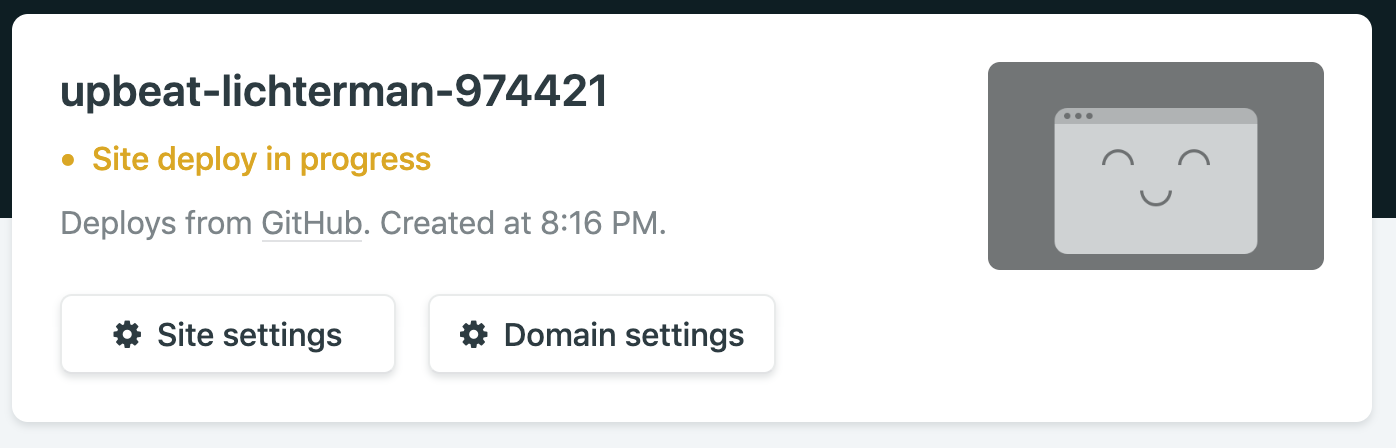 upbeat-lichterman-974421
Site deploy in progress
Deploys from GitHub. Created at 8:16 PM.
Site settings
Domain settings